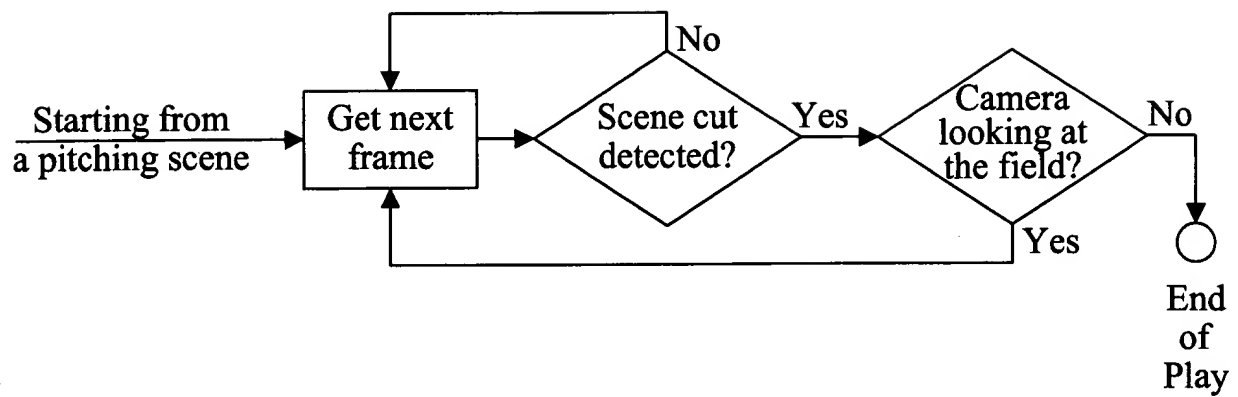 Starting from
a pitching scene
Get next
frame
No
Scene cut
detected?
Yes
Camera
looking at
the field?
No
Yes
End
of
Play